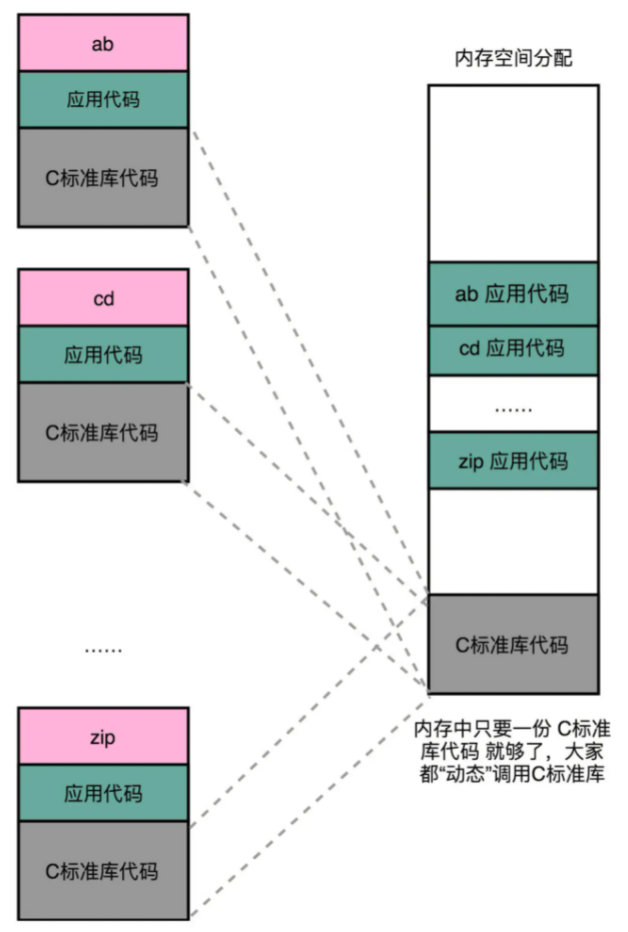 ab
应用代码
C标准库代码
cd
应用代码
C标准库代码
……
zip
应用代码
C标准库代码
内存空间分配
ab 应用代码
cd 应用代码
……
zip 应用代码
C标准库代码
内存中只要一份 C标准
库代码 就够了，大家
都“动态”调用C标准库